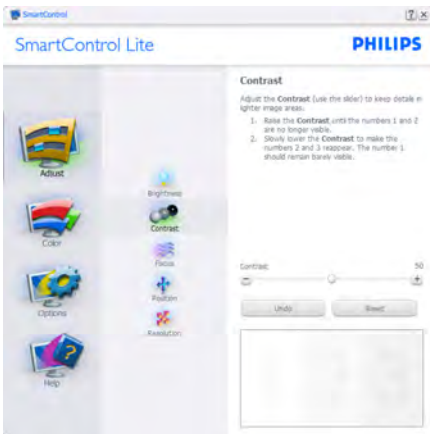 SmartControl
SmartControl Lite
PHILIPS
Adjust
Color
Options
Help
Brightness
Contrast
Focus
Position
Resolution
Contrast
Adjust the Contrast (use the slider) to keep details in
lighter image areas.
1. Raise the Contrast until the numbers 1 and 2
are no longer visible.
2. Slowly lower the Contrast to make the
numbers 2 and 3 reappear. The number 1
should remain barely visible.
Contrast 50
Undo Reset